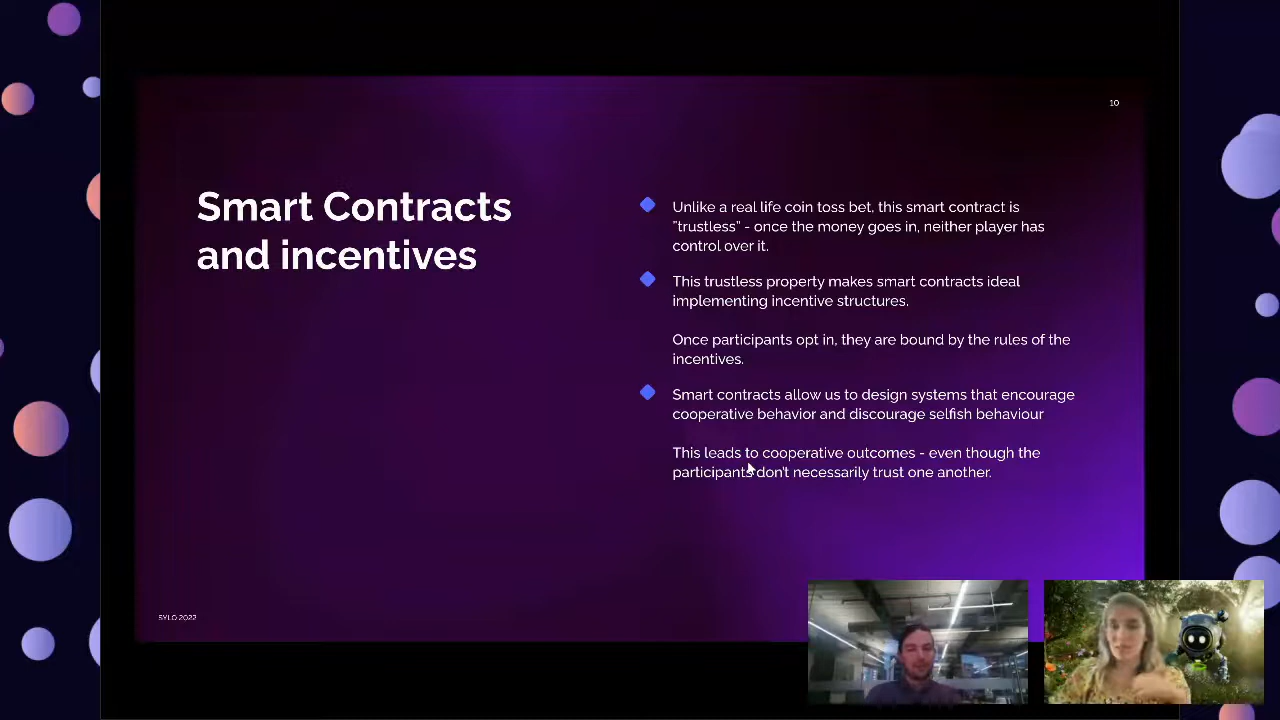 10
Smart Contracts
and incentives
Unlike a real life coin toss bet, this smart contract is
"trustless" - once the money goes in, neither player has
control over it.
This trustless property makes smart contracts ideal
implementing incentive structures.
Once participants opt in, they are bound by the rules of the
incentives.
Smart contracts allow us to design systems that encourage
cooperative behavior and discourage selfish behaviour
This leads to cooperative outcomes - even though the
participants don't necessarily trust one another.
SYLO 2022